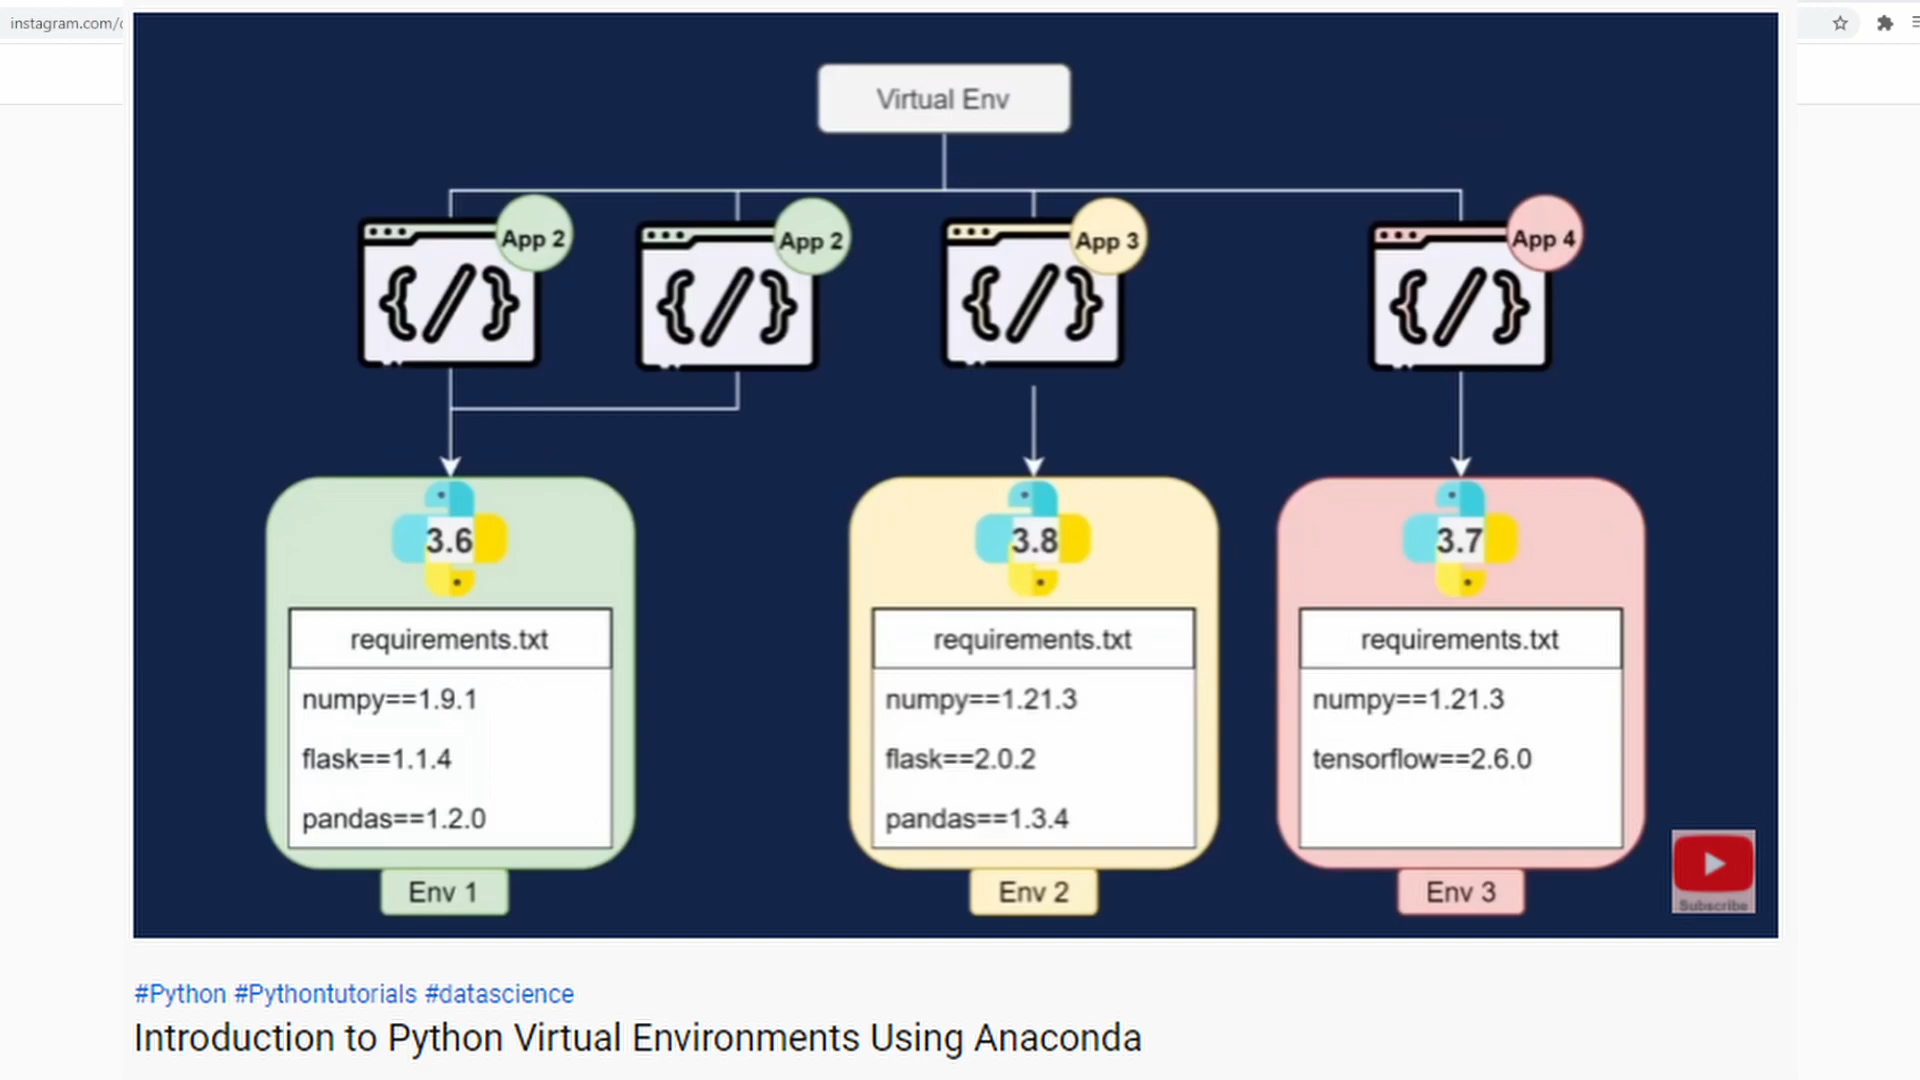 instagram.com/
Virtual Env
App 2
App 2
App 3
App 4
3.6
3.8
3.7
requirements.txt
numpy==1.9.1
flask==1.1.4
pandas==1.2.0
requirements.txt
numpy==1.21.3
flask==2.0.2
pandas==1.3.4
requirements.txt
numpy==1.21.3
tensorflow==2.6.0
Env 1
Env 2
Env 3
Subscribe
#Python #Pythontutorials #datascience
Introduction to Python Virtual Environments Using Anaconda